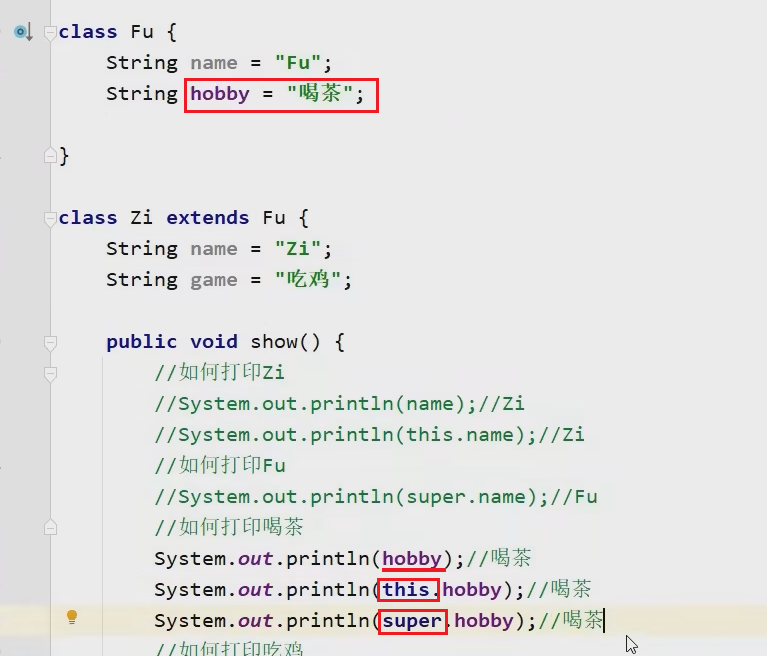 class Fu {
String name = "Fu";
String hobby = "喝茶";
}
class Zi extends Fu {
String name = "Zi";
String game = "吃鸡";
public void show() {
//如何打印Zi
//System.out.println(name);//Zi
//System.out.println(this.name);//Zi
//如何打印Fu
//System.out.println(super.name);//Fu
//如何打印喝茶
System.out.println(hobby);//喝茶
System.out.println(this.hobby);//喝茶
System.out.println(super.hobby);//喝茶
//如何打印吃鸡